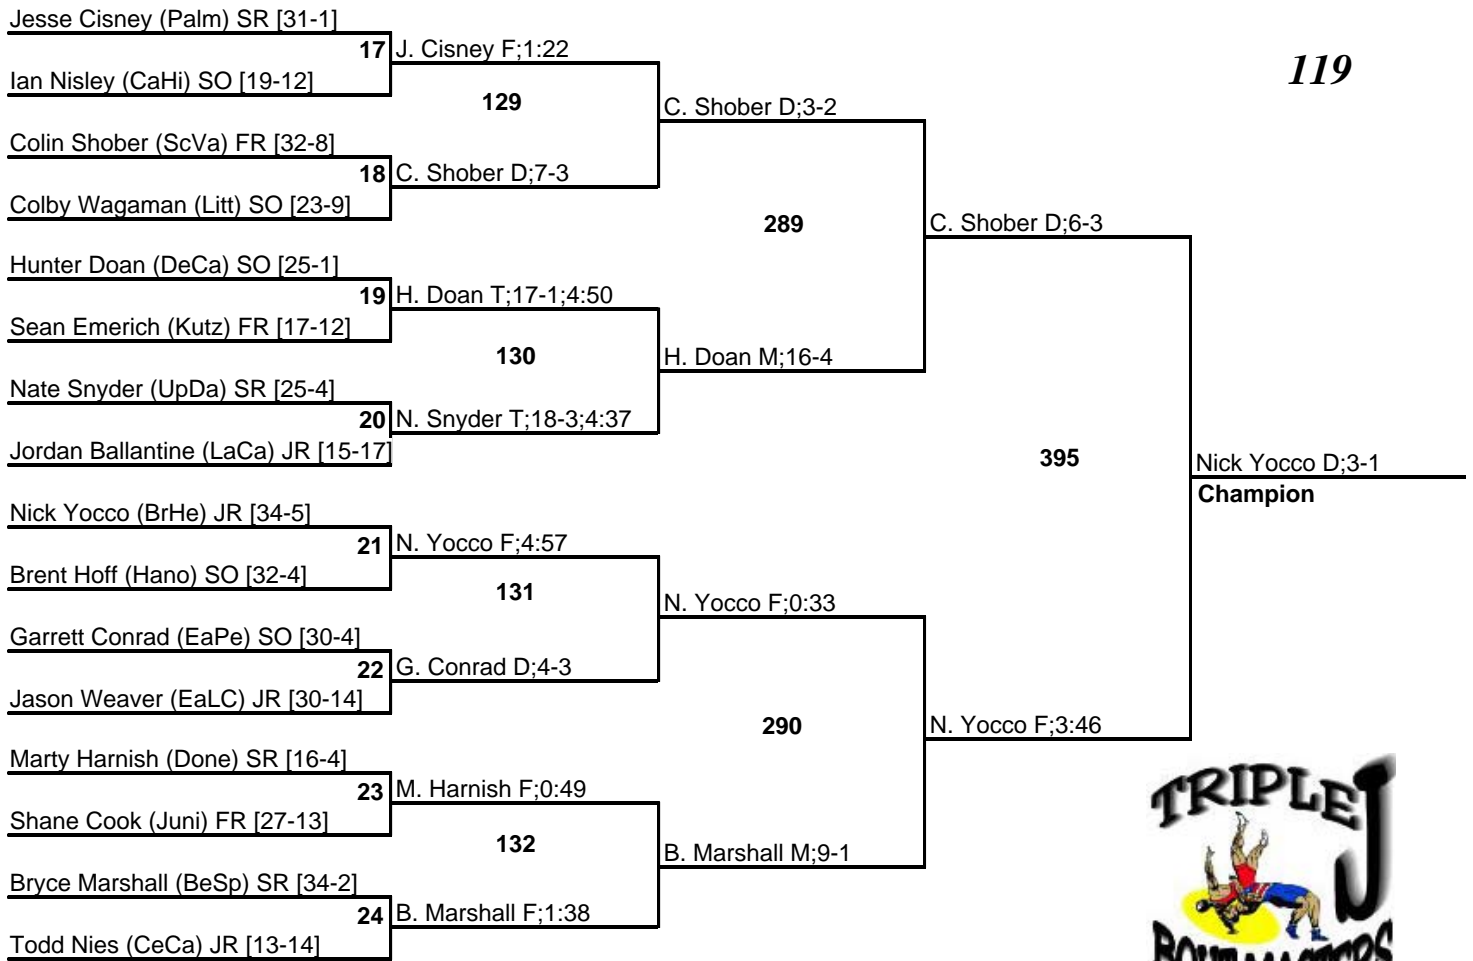 Jesse Cisney (Palm) SR [31-1]
17 J. Cisney F;1:22
Ian Nisley (CaHi) SO [19-12]
119
129
C. Shober D;3-2
Colin Shober (ScVa) FR [32-8]
18 C. Shober D;7-3
Colby Wagaman (Litt) SO [23-9]
289
C. Shober D;6-3
Hunter Doan (DeCa) SO [25-1]
19 H. Doan T;17-1;4:50
Sean Emerich (Kutz) FR [17-12]
130
H. Doan M;16-4
Nate Snyder (UpDa) SR [25-4]
20 N. Snyder T;18-3;4:37
Jordan Ballantine (LaCa) JR [15-17]
395
Nick Yocco D;3-1
Champion
Nick Yocco (BrHe) JR [34-5]
21 N. Yocco F;4:57
Brent Hoff (Hano) SO [32-4]
131
N. Yocco F;0:33
Garrett Conrad (EaPe) SO [30-4]
22 G. Conrad D;4-3
Jason Weaver (EaLC) JR [30-14]
290
N. Yocco F;3:46
Marty Harnish (Done) SR [16-4]
23 M. Harnish F;0:49
Shane Cook (Juni) FR [27-13]
132
B. Marshall M;9-1
Bryce Marshall (BeSp) SR [34-2]
24 B. Marshall F;1:38
Todd Nies (CeCa) JR [13-14]
TRIPLE J
BOUT MASTERS